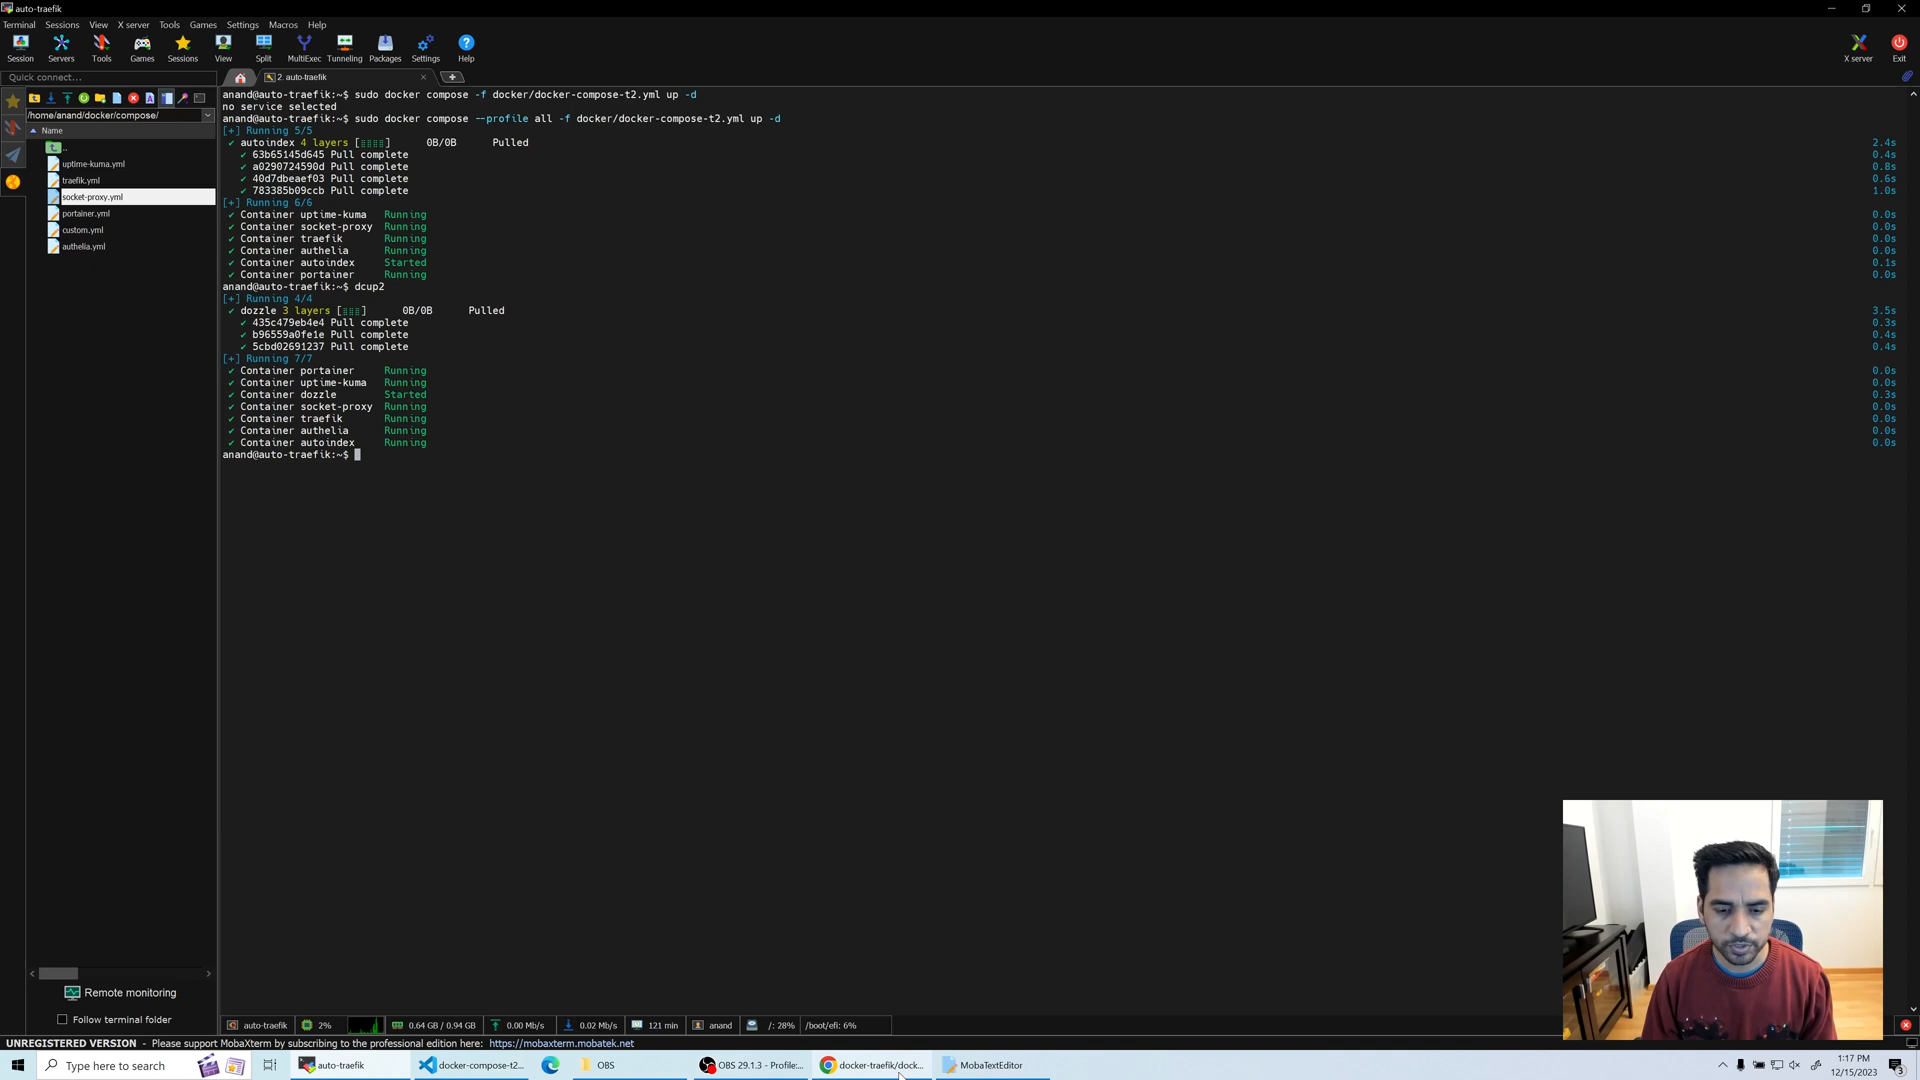 auto-traefik
Terminal Sessions View X server Tools Games Settings Macros Help
Session Servers Tools Games Sessions View Split MultiExec Tunneling Packages Settings Help X server Exit
Quick connect...
2. auto-traefik
/home/anand/docker/compose/
Name
..
uptime-kuma.yml
traefik.yml
socket-proxy.yml
portainer.yml
custom.yml
authelia.yml
anand@auto-traefik:~$ sudo docker compose -f docker/docker-compose-t2.yml up -d
no service selected
anand@auto-traefik:~$ sudo docker compose --profile all -f docker/docker-compose-t2.yml up -d
[+] Running 5/5
✔ autoindex 4 layers [⣿⣿⣿⣿] 0B/0B Pulled 2.4s
✔ 63b65145d645 Pull complete 0.4s
✔ a0290724590d Pull complete 0.8s
✔ 40d7dbeaef03 Pull complete 0.6s
✔ 783385b09ccb Pull complete 1.0s
[+] Running 6/6
✔ Container uptime-kuma Running 0.0s
✔ Container socket-proxy Running 0.0s
✔ Container traefik Running 0.0s
✔ Container authelia Running 0.0s
✔ Container autoindex Started 0.1s
✔ Container portainer Running 0.0s
anand@auto-traefik:~$ dcup2
[+] Running 4/4
✔ dozzle 3 layers [⣿⣿⣿] 0B/0B Pulled 3.5s
✔ 435c479eb4e4 Pull complete 0.3s
✔ b96559a0fe1e Pull complete 0.4s
✔ 5cbd02691237 Pull complete 0.4s
[+] Running 7/7
✔ Container portainer Running 0.0s
✔ Container uptime-kuma Running 0.0s
✔ Container dozzle Started 0.3s
✔ Container socket-proxy Running 0.0s
✔ Container traefik Running 0.0s
✔ Container authelia Running 0.0s
✔ Container autoindex Running 0.0s
anand@auto-traefik:~$
Remote monitoring
Follow terminal folder
auto-traefik 2% 0.64 GB / 0.94 GB 0.00 Mb/s 0.02 Mb/s 121 min anand /: 28% /boot/efi: 6%
UNREGISTERED VERSION - Please support MobaXterm by subscribing to the professional edition here: https://mobaxterm.mobatek.net
Type here to search auto-traefik docker-compose-t2... OBS OBS 29.1.3 - Profile:... docker-traefik/dock... MobaTextEditor
1:17 PM
12/15/2023
3